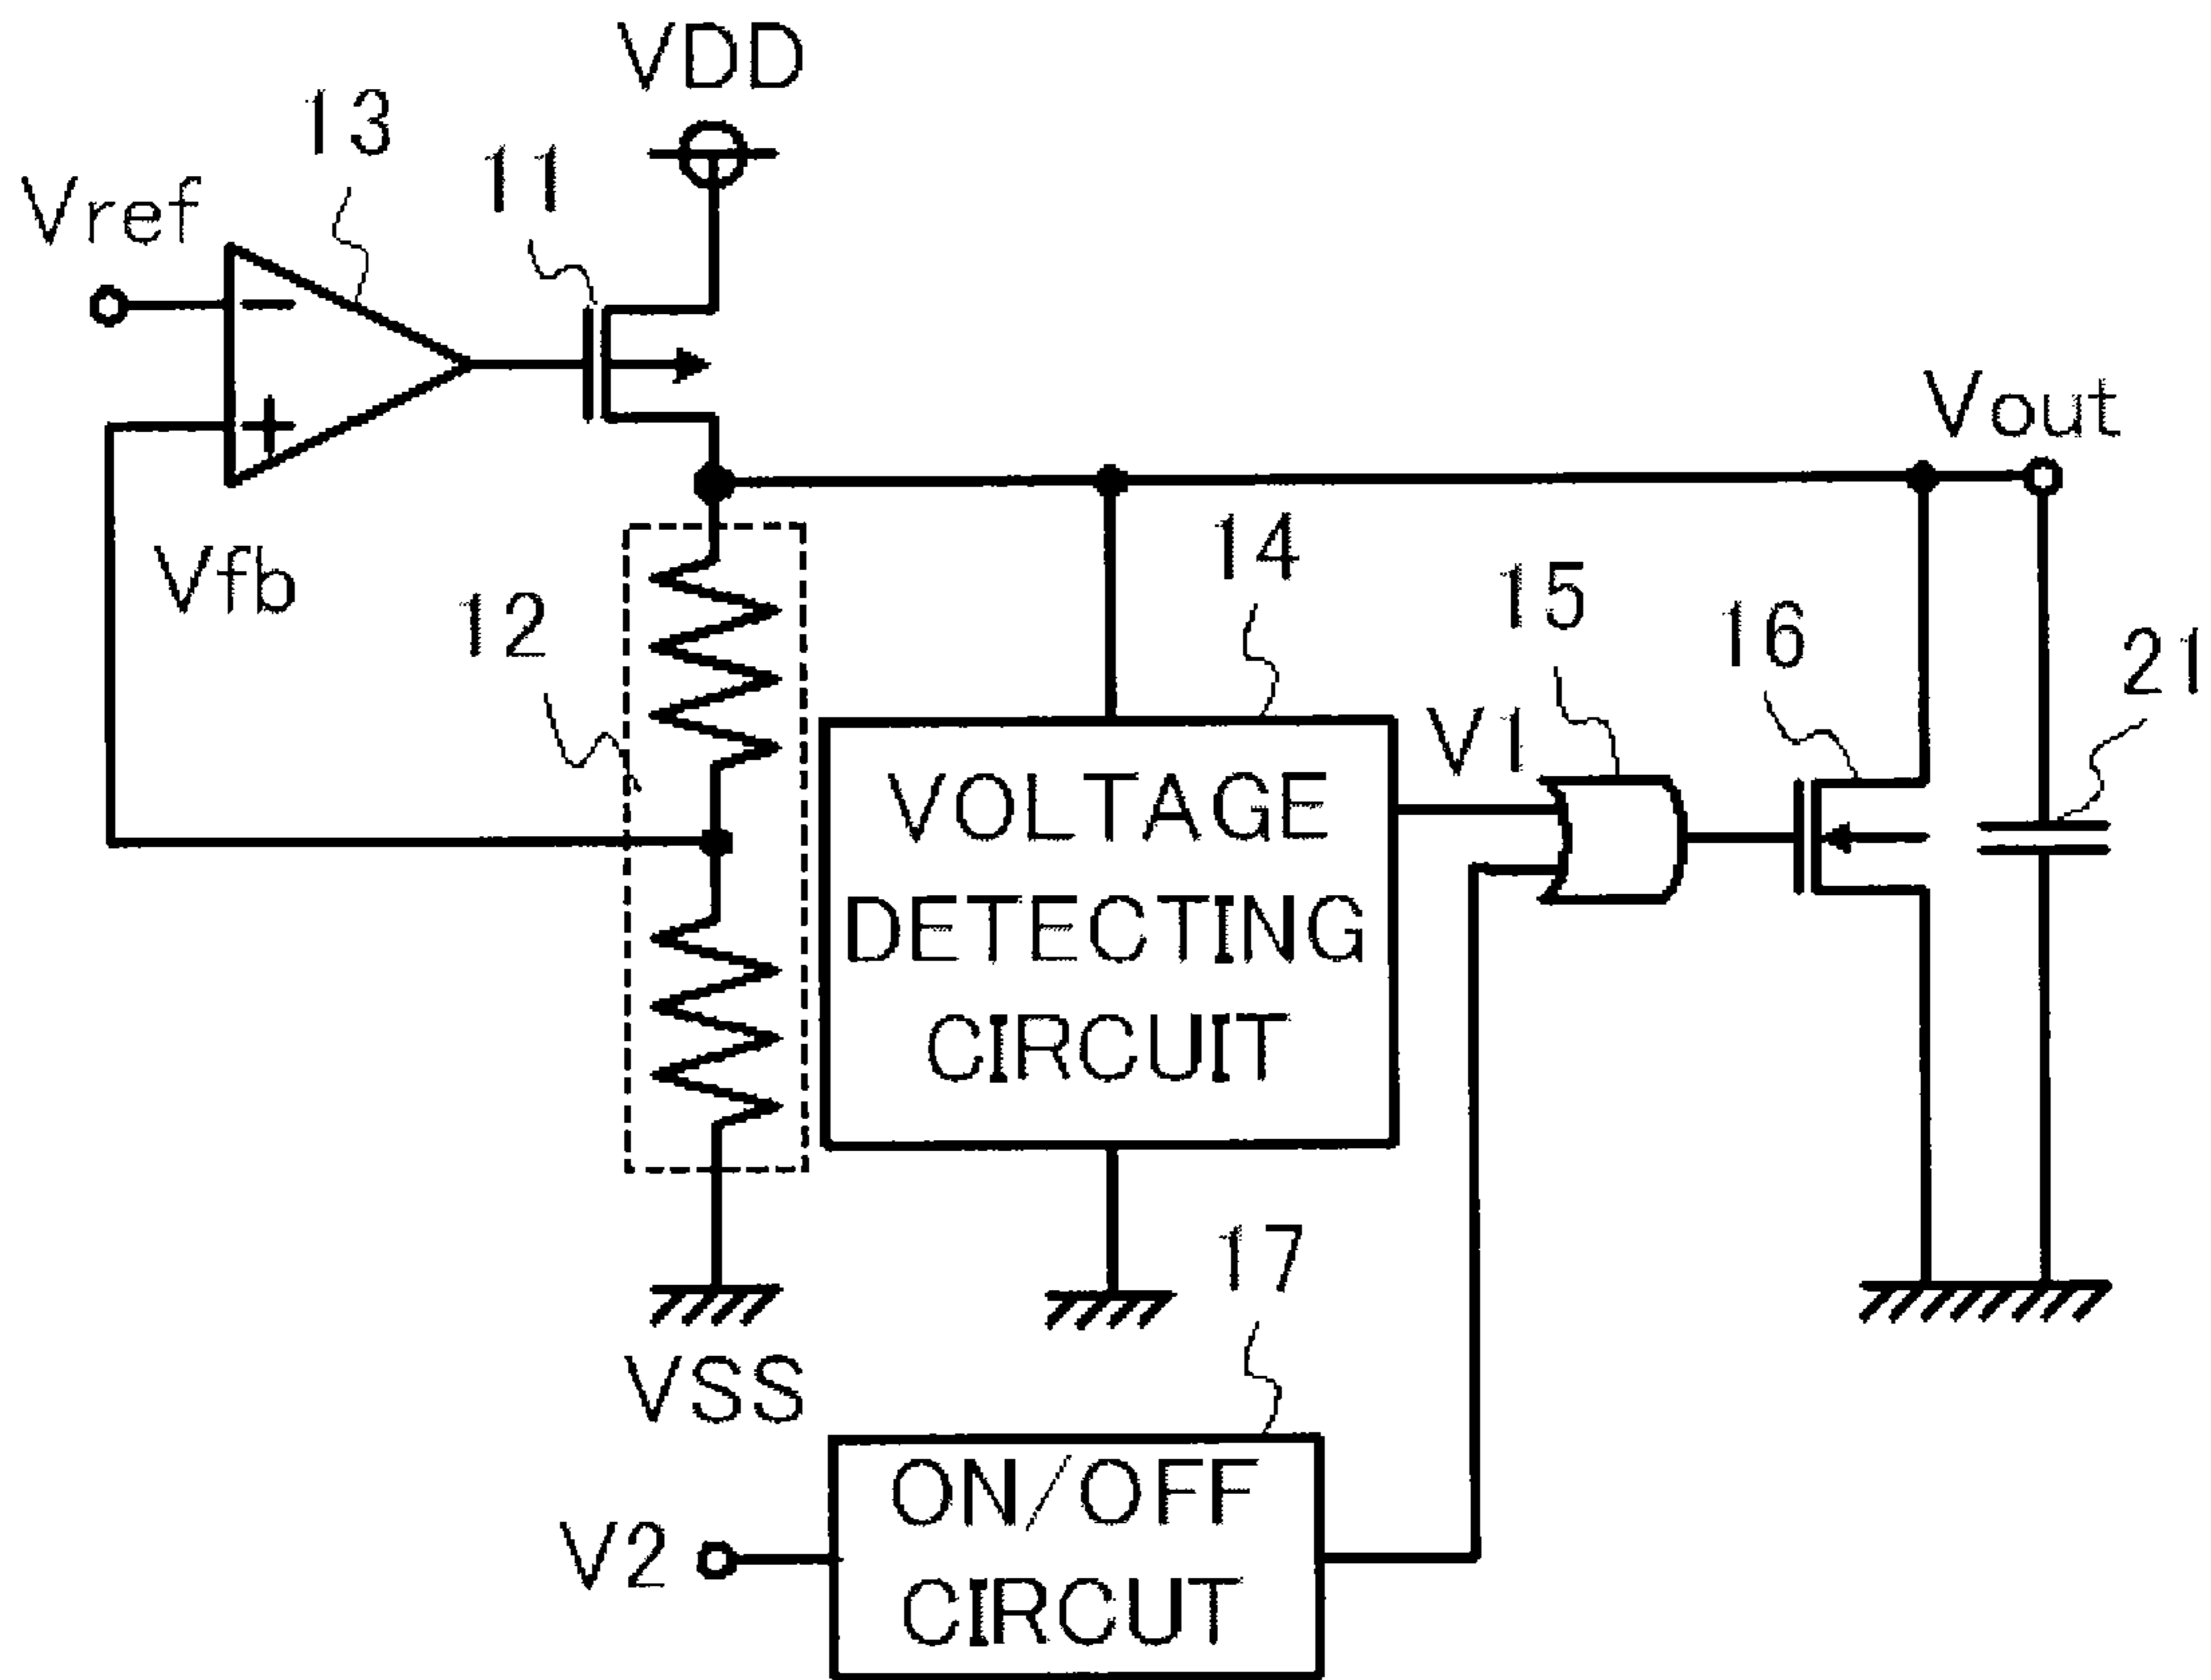 VDD
13
11
Vref
−
+
Vout
Vfb
12
14
15
16
21
V1
VOLTAGE
DETECTING
CIRCUIT
17
VSS
ON/OFF
CIRCUT
V2